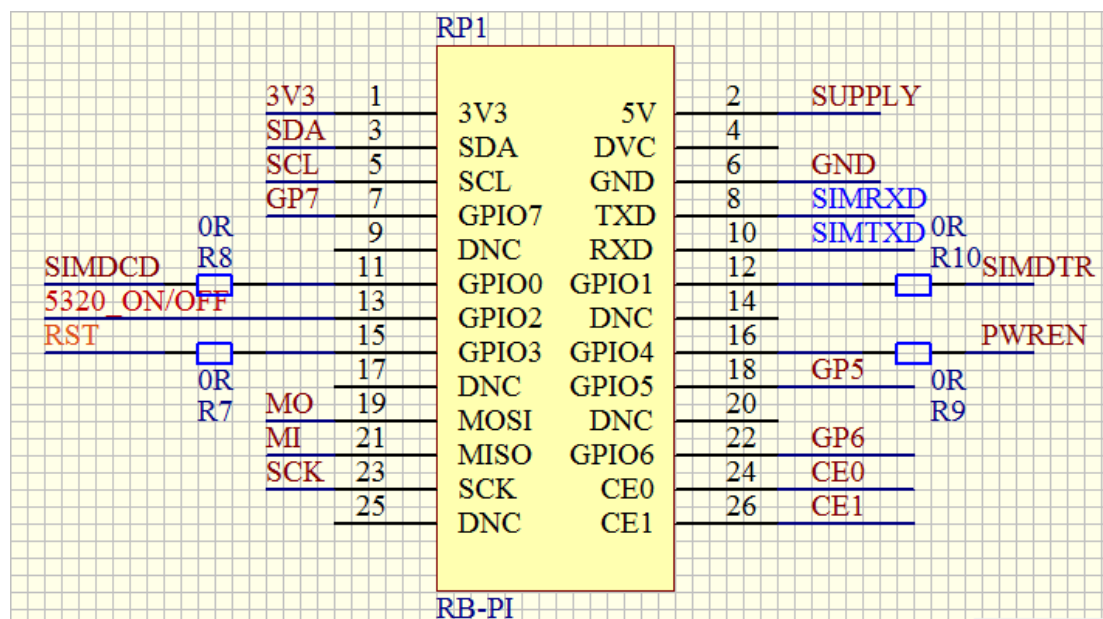 RP1
3V3 1 3V3 5V 2 SUPPLY
SDA 3 SDA DVC 4
SCL 5 SCL GND 6 GND
GP7 7 GPIO7 TXD 8 SIMRXD
0R R8 9 DNC RXD 10 SIMTXD 0R R10
SIMDCD 11 GPIO0 GPIO1 12 SIMDTR
5320_ON/OFF 13 GPIO2 DNC 14
RST 15 GPIO3 GPIO4 16 PWREN
0R R7 17 DNC GPIO5 18 GP5 0R R9
MO 19 MOSI DNC 20
MI 21 MISO GPIO6 22 GP6
SCK 23 SCK CE0 24 CE0
25 DNC CE1 26 CE1
RB-PI